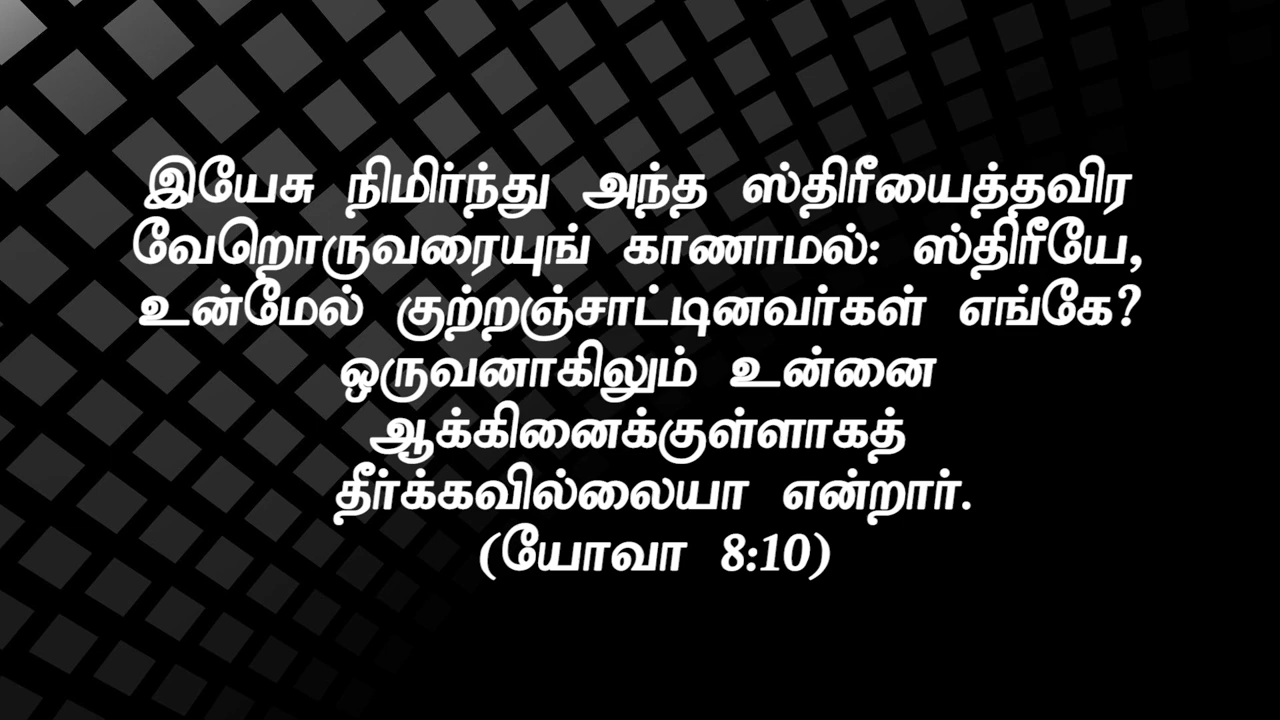 இயேசு நிமிர்ந்து அந்த ஸ்திரீயைத்தவிர
வேறொருவரையுங் காணாமல்: ஸ்திரீயே,
உன்மேல் குற்றஞ்சாட்டினவர்கள் எங்கே?
ஒருவனாகிலும் உன்னை
ஆக்கினைக்குள்ளாகத்
தீர்க்கவில்லையா என்றார்.
(யோவா 8:10)